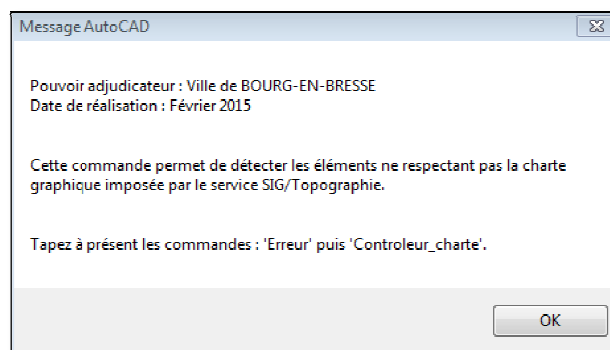 Message AutoCAD
Pouvoir adjudicateur : Ville de BOURG-EN-BRESSE
Date de réalisation : Février 2015
Cette commande permet de détecter les éléments ne respectant pas la charte
graphique imposée par le service SIG/Topographie.
Tapez à présent les commandes : 'Erreur' puis 'Controleur_charte'.
OK